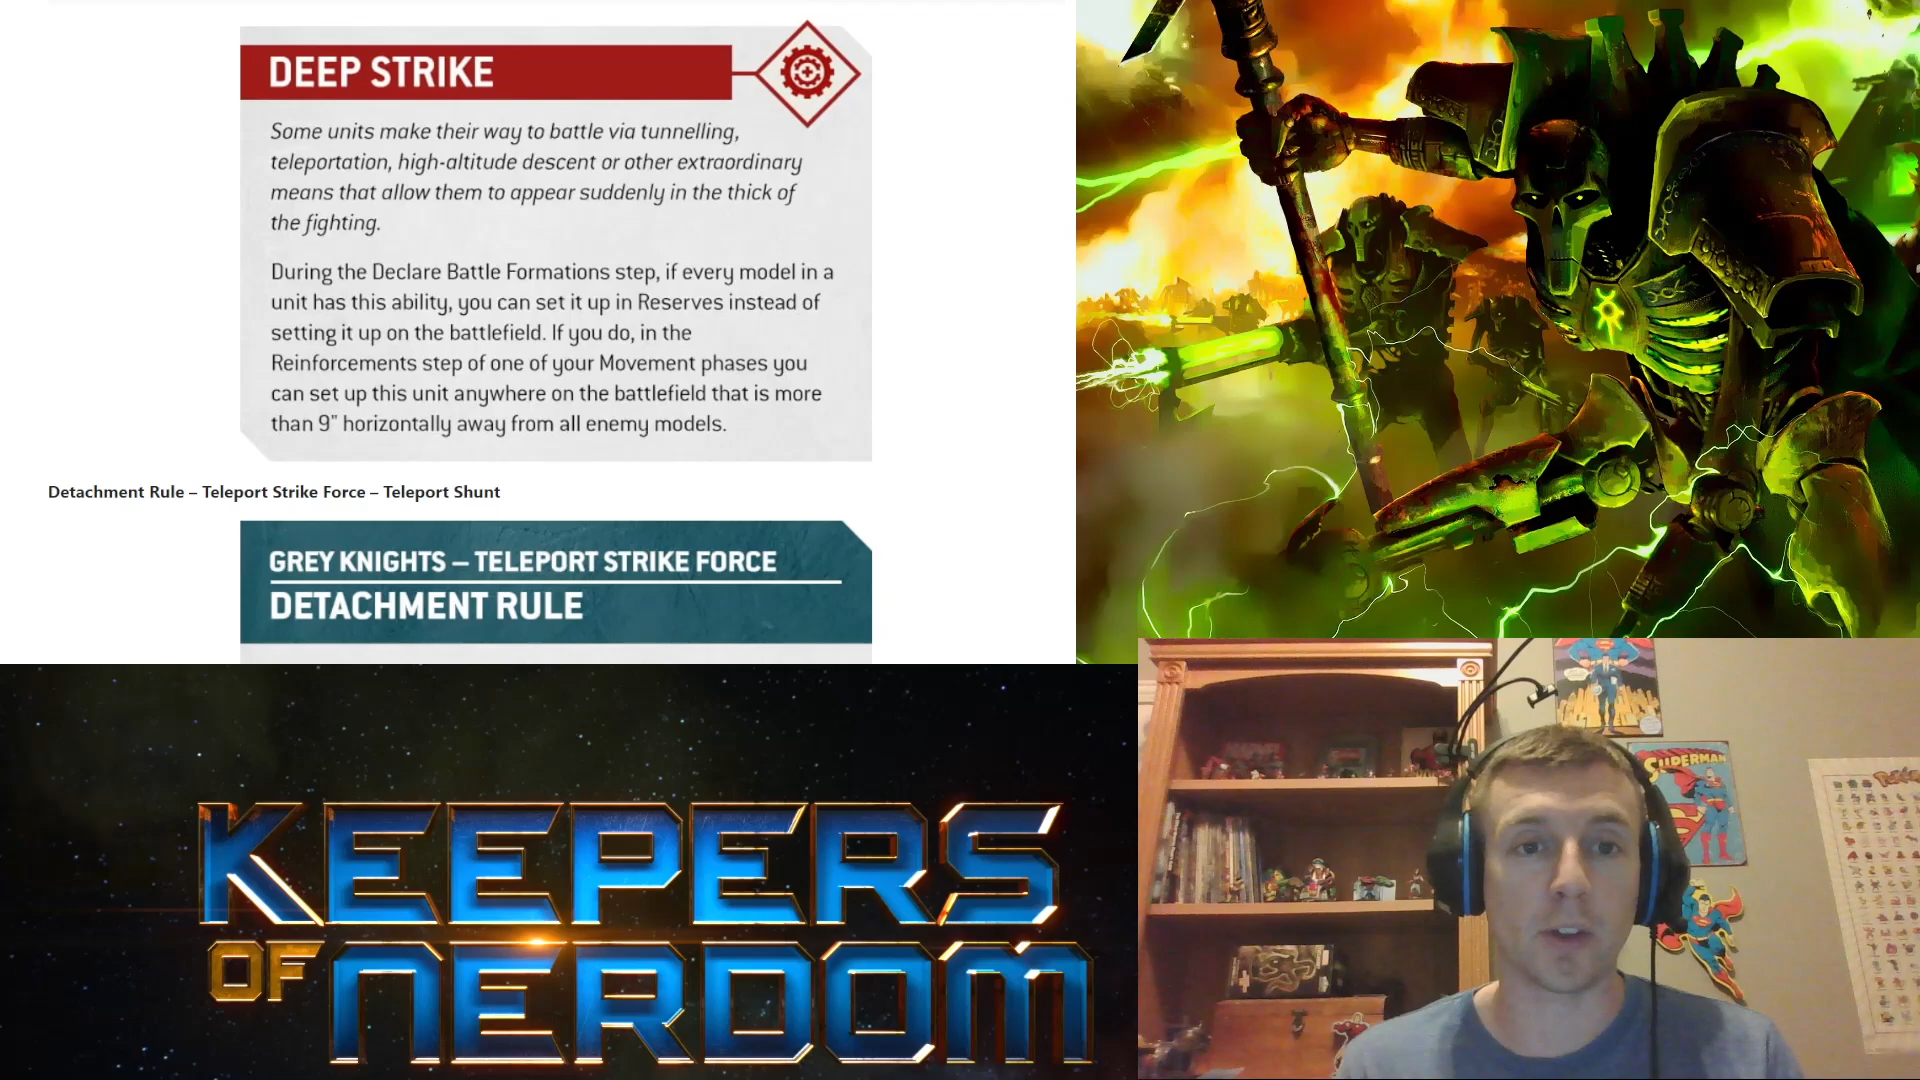 DEEP STRIKE
Some units make their way to battle via tunnelling,
teleportation, high-altitude descent or other extraordinary
means that allow them to appear suddenly in the thick of
the fighting.
During the Declare Battle Formations step, if every model in a
unit has this ability, you can set it up in Reserves instead of
setting it up on the battlefield. If you do, in the
Reinforcements step of one of your Movement phases you
can set up this unit anywhere on the battlefield that is more
than 9" horizontally away from all enemy models.
Detachment Rule – Teleport Strike Force – Teleport Shunt
GREY KNIGHTS – TELEPORT STRIKE FORCE
DETACHMENT RULE
KEEPERS
OF NERDOM
SUPERMAN